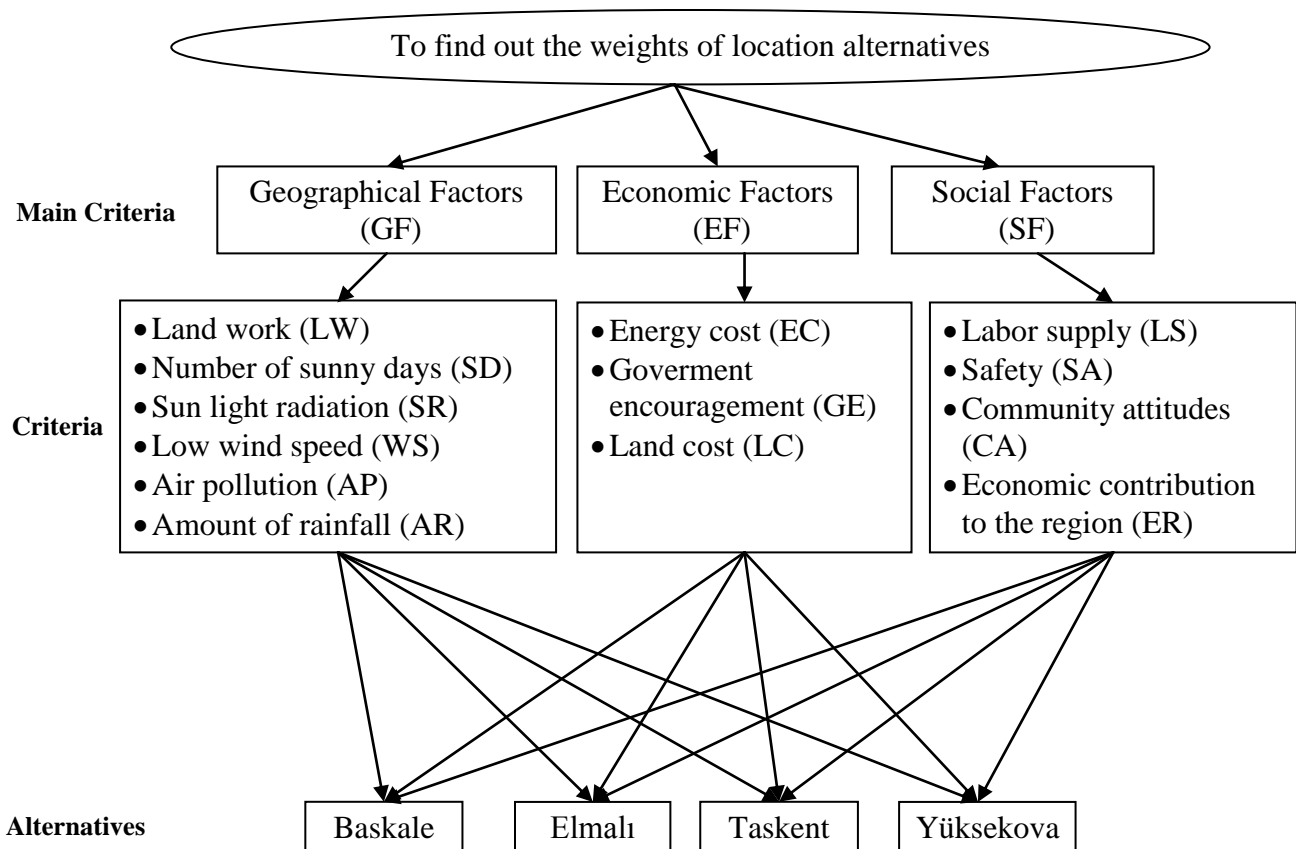 To find out the weights of location alternatives
Main Criteria
Geographical Factors
(GF)
Economic Factors
(EF)
Social Factors
(SF)
Criteria
•Land work (LW)
•Number of sunny days (SD)
•Sun light radiation (SR)
•Low wind speed (WS)
•Air pollution (AP)
•Amount of rainfall (AR)
•Energy cost (EC)
•Goverment
encouragement (GE)
•Land cost (LC)
•Labor supply (LS)
•Safety (SA)
•Community attitudes
(CA)
•Economic contribution
to the region (ER)
Alternatives
Baskale
Elmalı
Taskent
Yüksekova